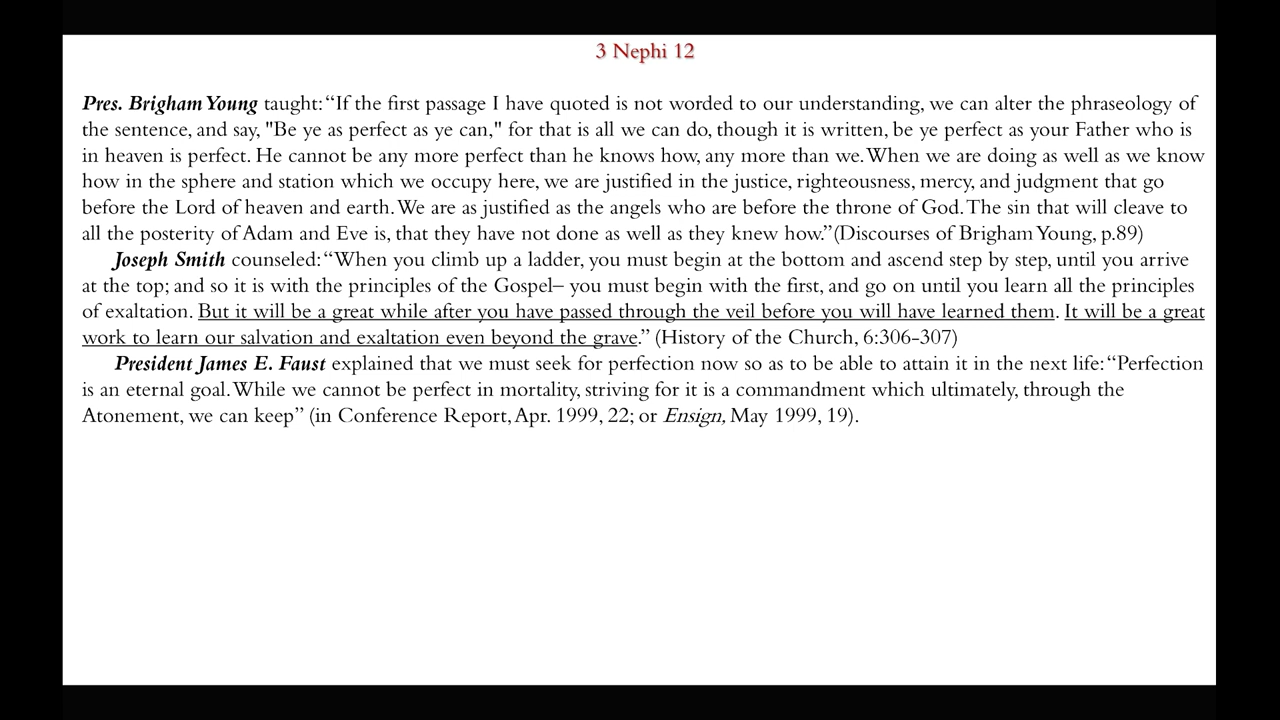 3 Nephi 12
Pres. Brigham Young taught: “If the first passage I have quoted is not worded to our understanding, we can alter the phraseology of
the sentence, and say, "Be ye as perfect as ye can," for that is all we can do, though it is written, be ye perfect as your Father who is
in heaven is perfect. He cannot be any more perfect than he knows how, any more than we. When we are doing as well as we know
how in the sphere and station which we occupy here, we are justified in the justice, righteousness, mercy, and judgment that go
before the Lord of heaven and earth. We are as justified as the angels who are before the throne of God. The sin that will cleave to
all the posterity of Adam and Eve is, that they have not done as well as they knew how.” (Discourses of Brigham Young, p.89)
Joseph Smith counseled: “When you climb up a ladder, you must begin at the bottom and ascend step by step, until you arrive
at the top; and so it is with the principles of the Gospel– you must begin with the first, and go on until you learn all the principles
of exaltation. But it will be a great while after you have passed through the veil before you will have learned them. It will be a great
work to learn our salvation and exaltation even beyond the grave.” (History of the Church, 6:306-307)
President James E. Faust explained that we must seek for perfection now so as to be able to attain it in the next life: “Perfection
is an eternal goal. While we cannot be perfect in mortality, striving for it is a commandment which ultimately, through the
Atonement, we can keep” (in Conference Report, Apr. 1999, 22; or Ensign, May 1999, 19).